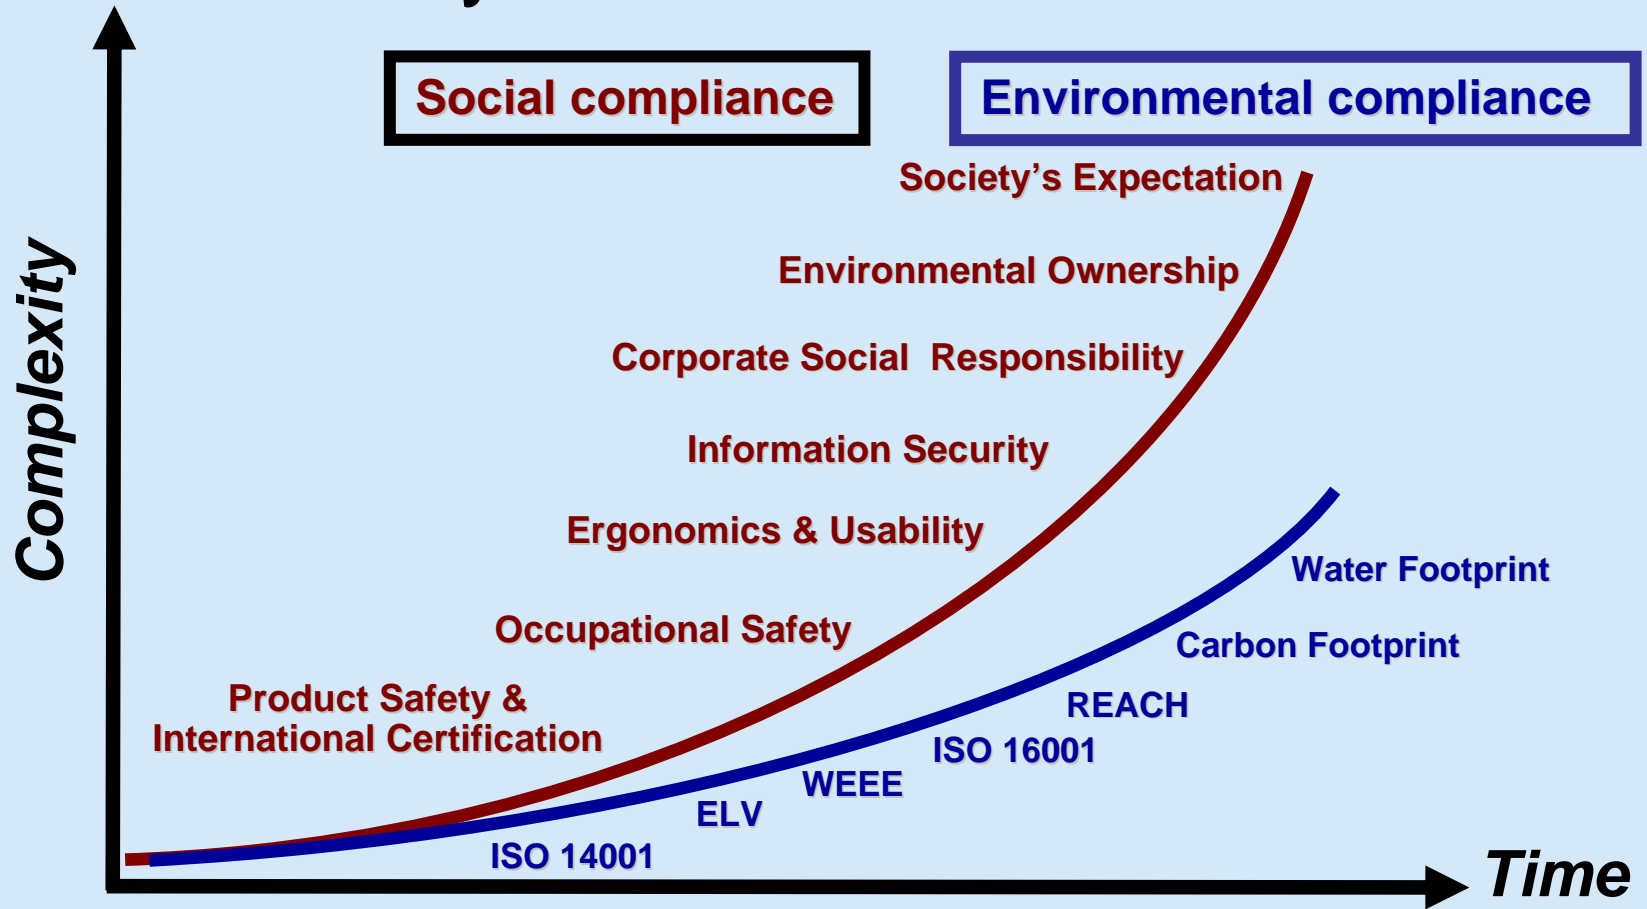 Social compliance
Environmental compliance
Society’s Expectation
Environmental Ownership
Corporate Social  Responsibility
Information Security
Ergonomics & Usability
Occupational Safety
Product Safety &
International Certification
Water Footprint
Carbon Footprint
REACH
ISO 16001
WEEE
ELV
ISO 14001
Complexity
Time